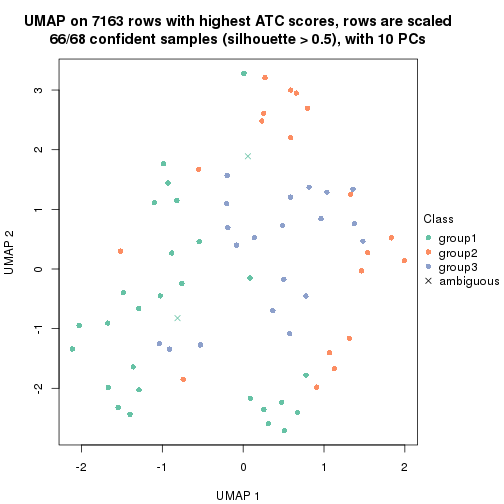 UMAP on 7163 rows with highest ATC scores, rows are scaled
66/68 confident samples (silhouette > 0.5), with 10 PCs
3
2
1
0
-1
-2
UMAP 2
-2
-1
0
1
2
UMAP 1
Class
group1
group2
group3
ambiguous